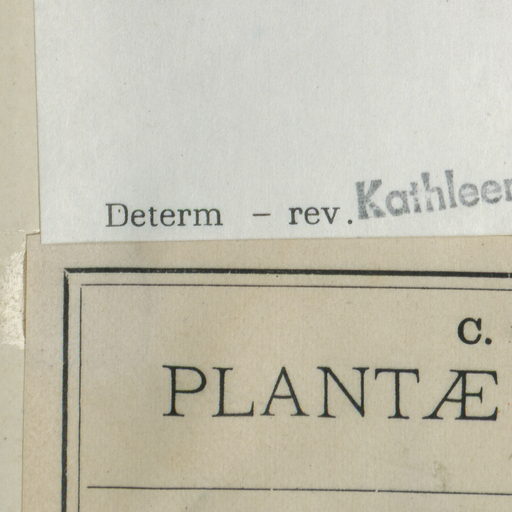 Determ – rev. Kathleen
C.
PLANTÆ